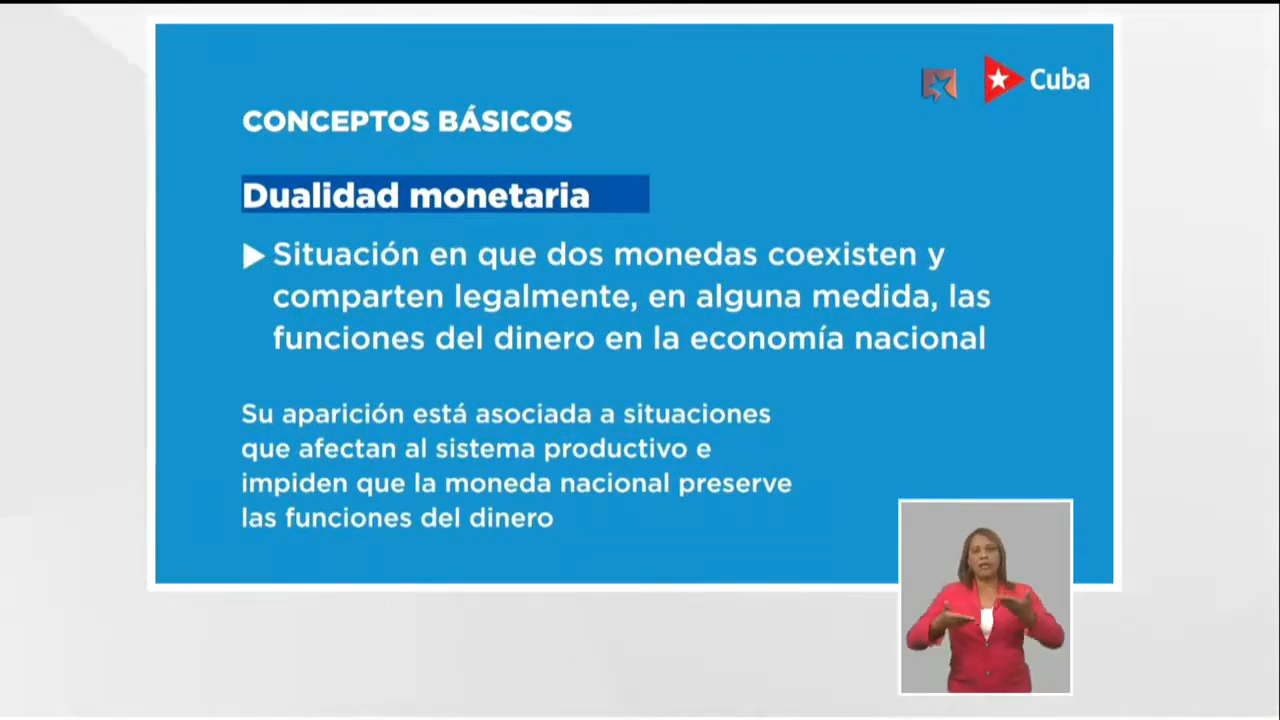 Cuba
CONCEPTOS BÁSICOS
Dualidad monetaria
Situación en que dos monedas coexisten y
comparten legalmente, en alguna medida, las
funciones del dinero en la economía nacional
Su aparición está asociada a situaciones
que afectan al sistema productivo e
impiden que la moneda nacional preserve
las funciones del dinero